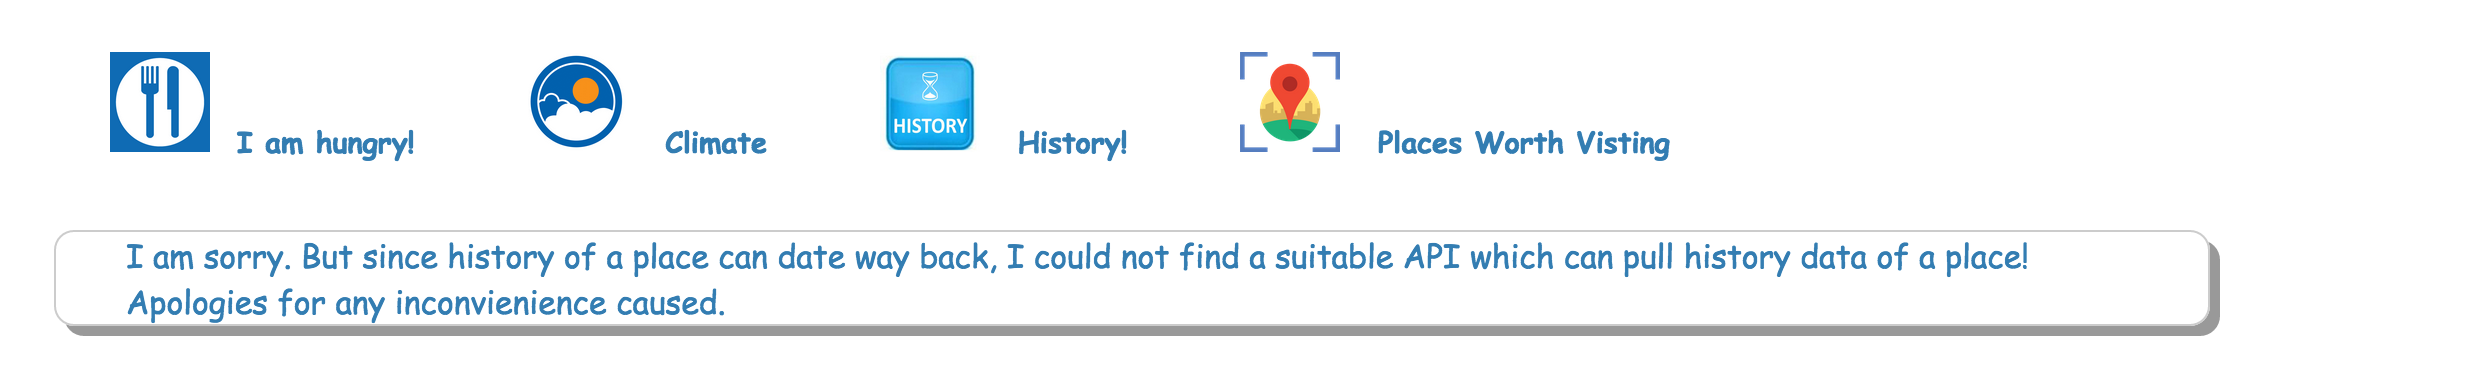 HISTORY
I am hungry!
Climate
History!
Places Worth Visting
I am sorry. But since history of a place can date way back, I could not find a suitable API which can pull history data of a place!
Apologies for any inconvienience caused.